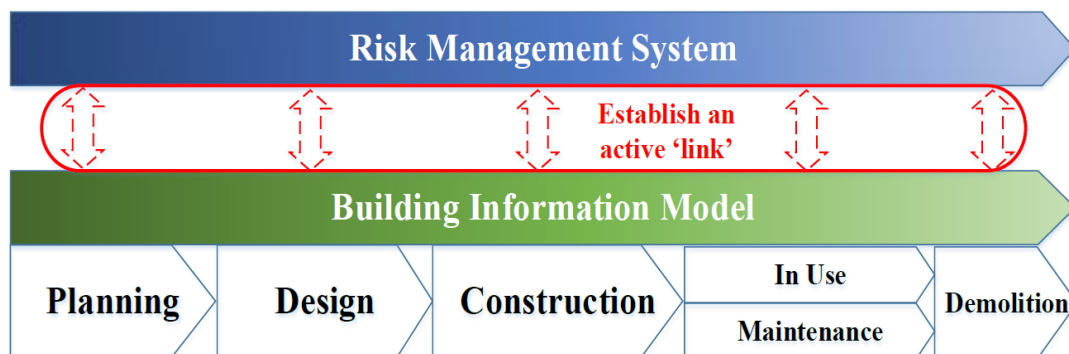 Risk Management System
Establish an
active ‘link’
Building Information Model
Planning
Design
Construction
In Use
Maintenance
Demolition